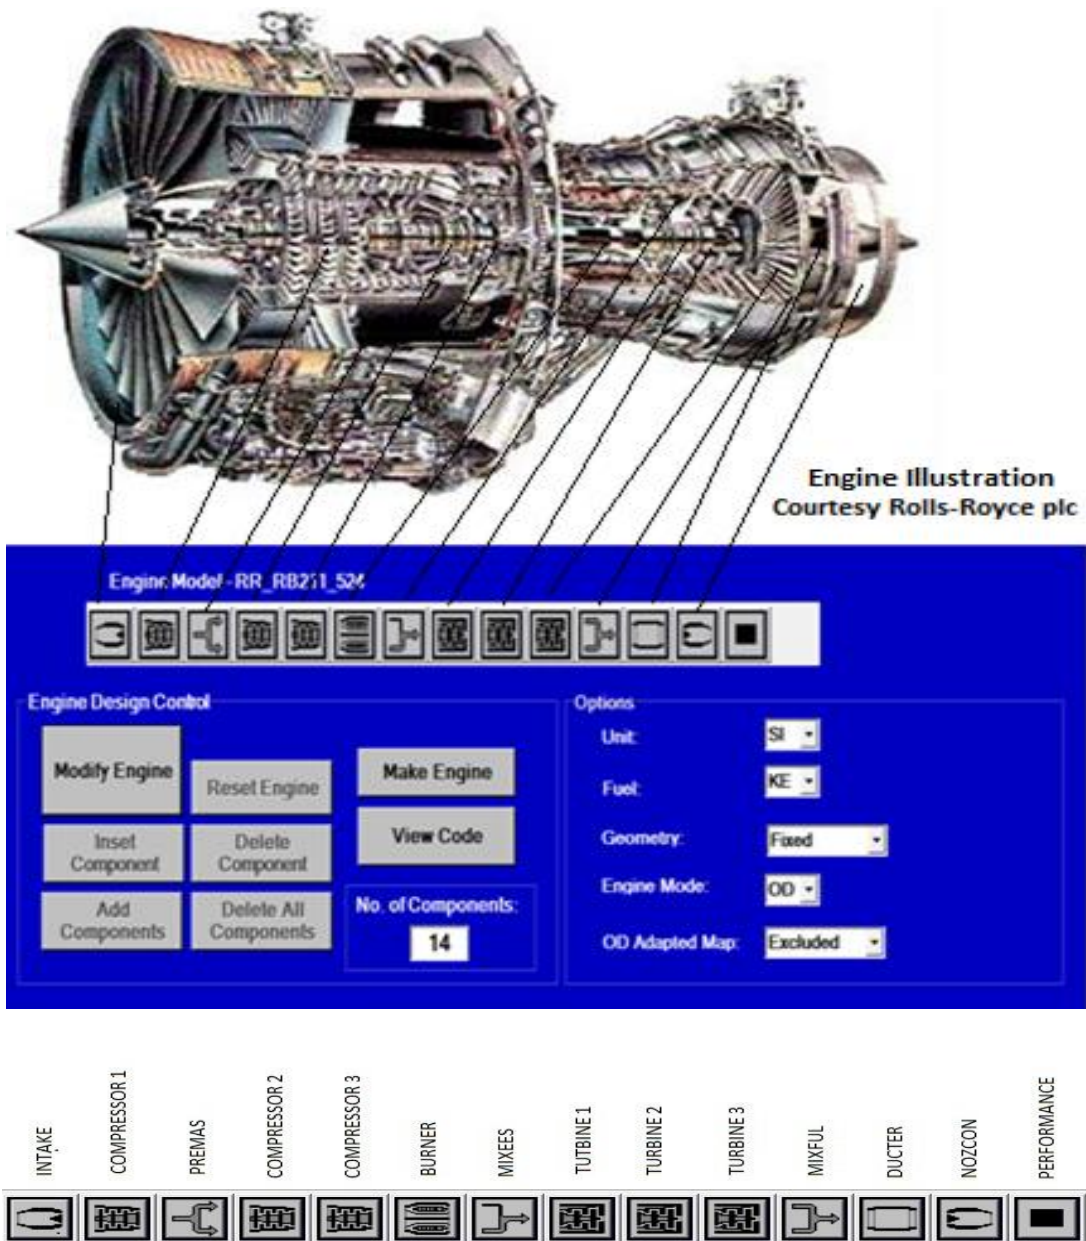 Engine Illustration
Courtesy Rolls-Royce plc
Engine Model - RR_RB211_524
Engine Design Control
Modify Engine
Reset Engine
Make Engine
Inset Component
Delete Component
View Code
Add Components
Delete All Components
No. of Components:
14
Options
Unit: SI
Fuel: KE
Geometry: Fixed
Engine Mode: OD
OD Adapted Map: Excluded
INTAKE
COMPRESSOR 1
PREMAS
COMPRESSOR 2
COMPRESSOR 3
BURNER
MIXEES
TUTBINE 1
TURBINE 2
TURBINE 3
MIXFUL
DUCTER
NOZCON
PERFORMANCE